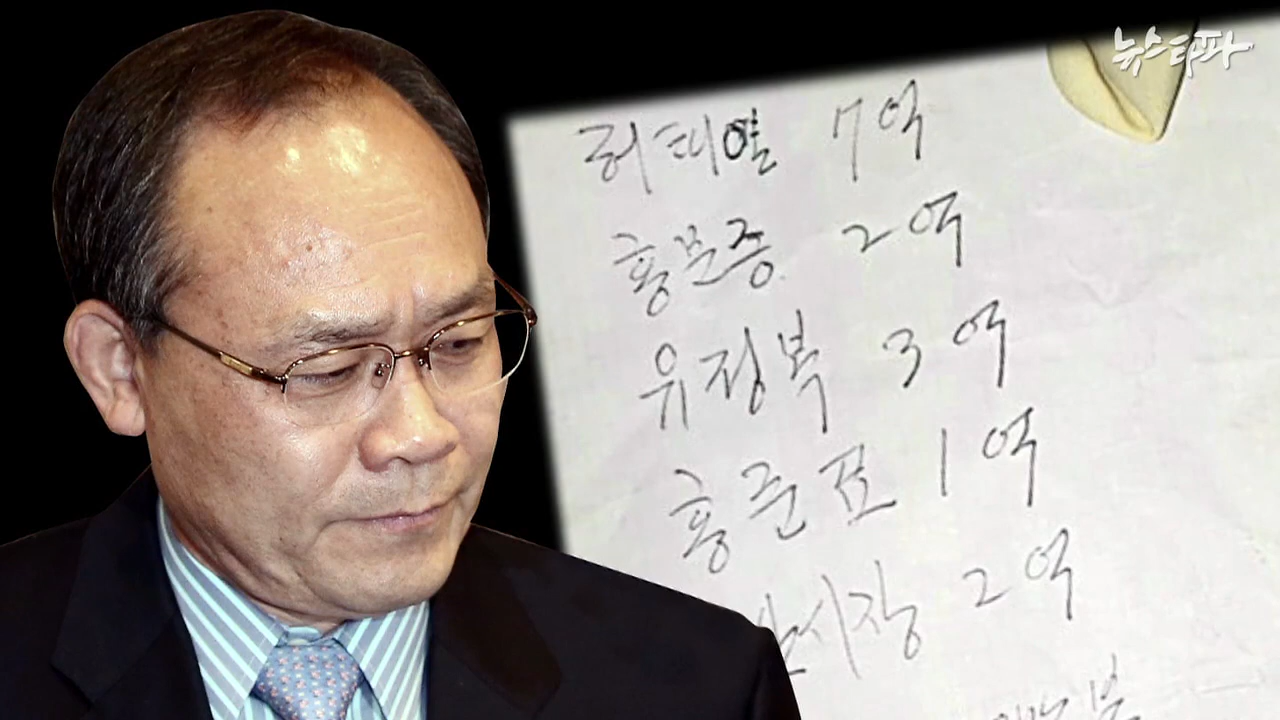 뉴스타파
허태열 7억
홍문종 2억
유정복 3억
홍준표 1억
산시장 2억